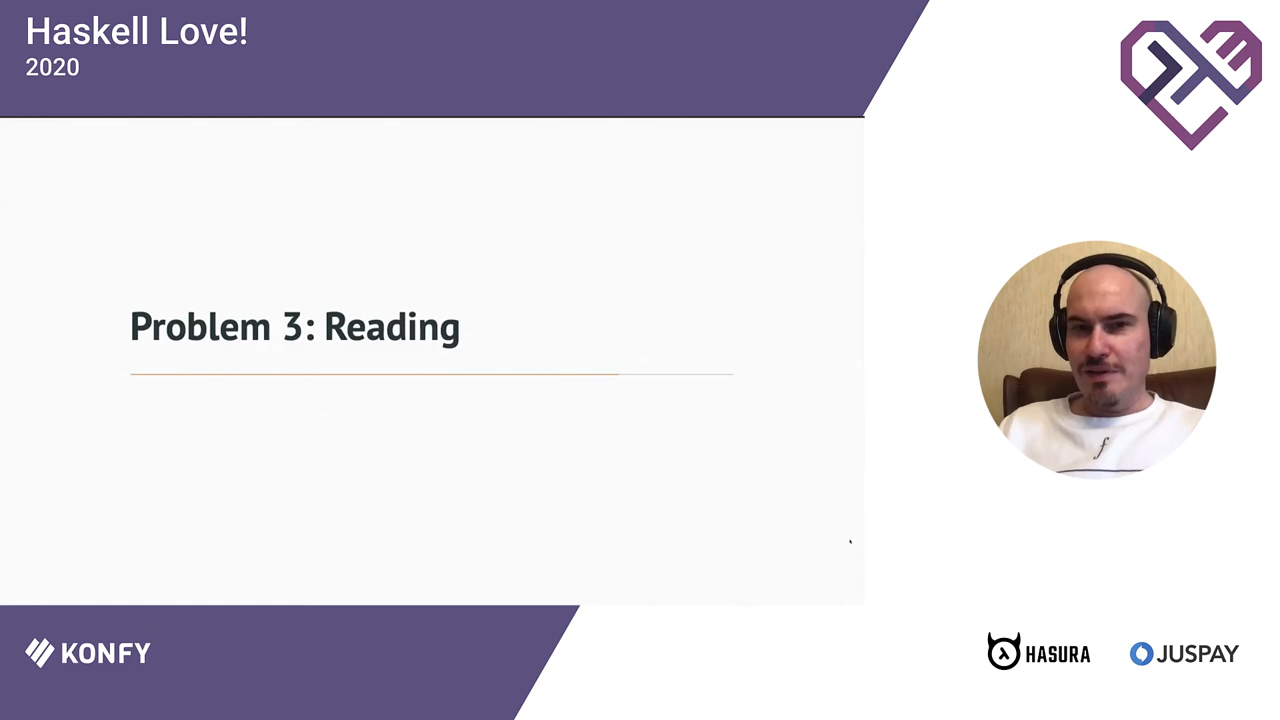 Haskell Love!
2020
Problem 3: Reading
f
KONFY
HASURA
JUSPAY